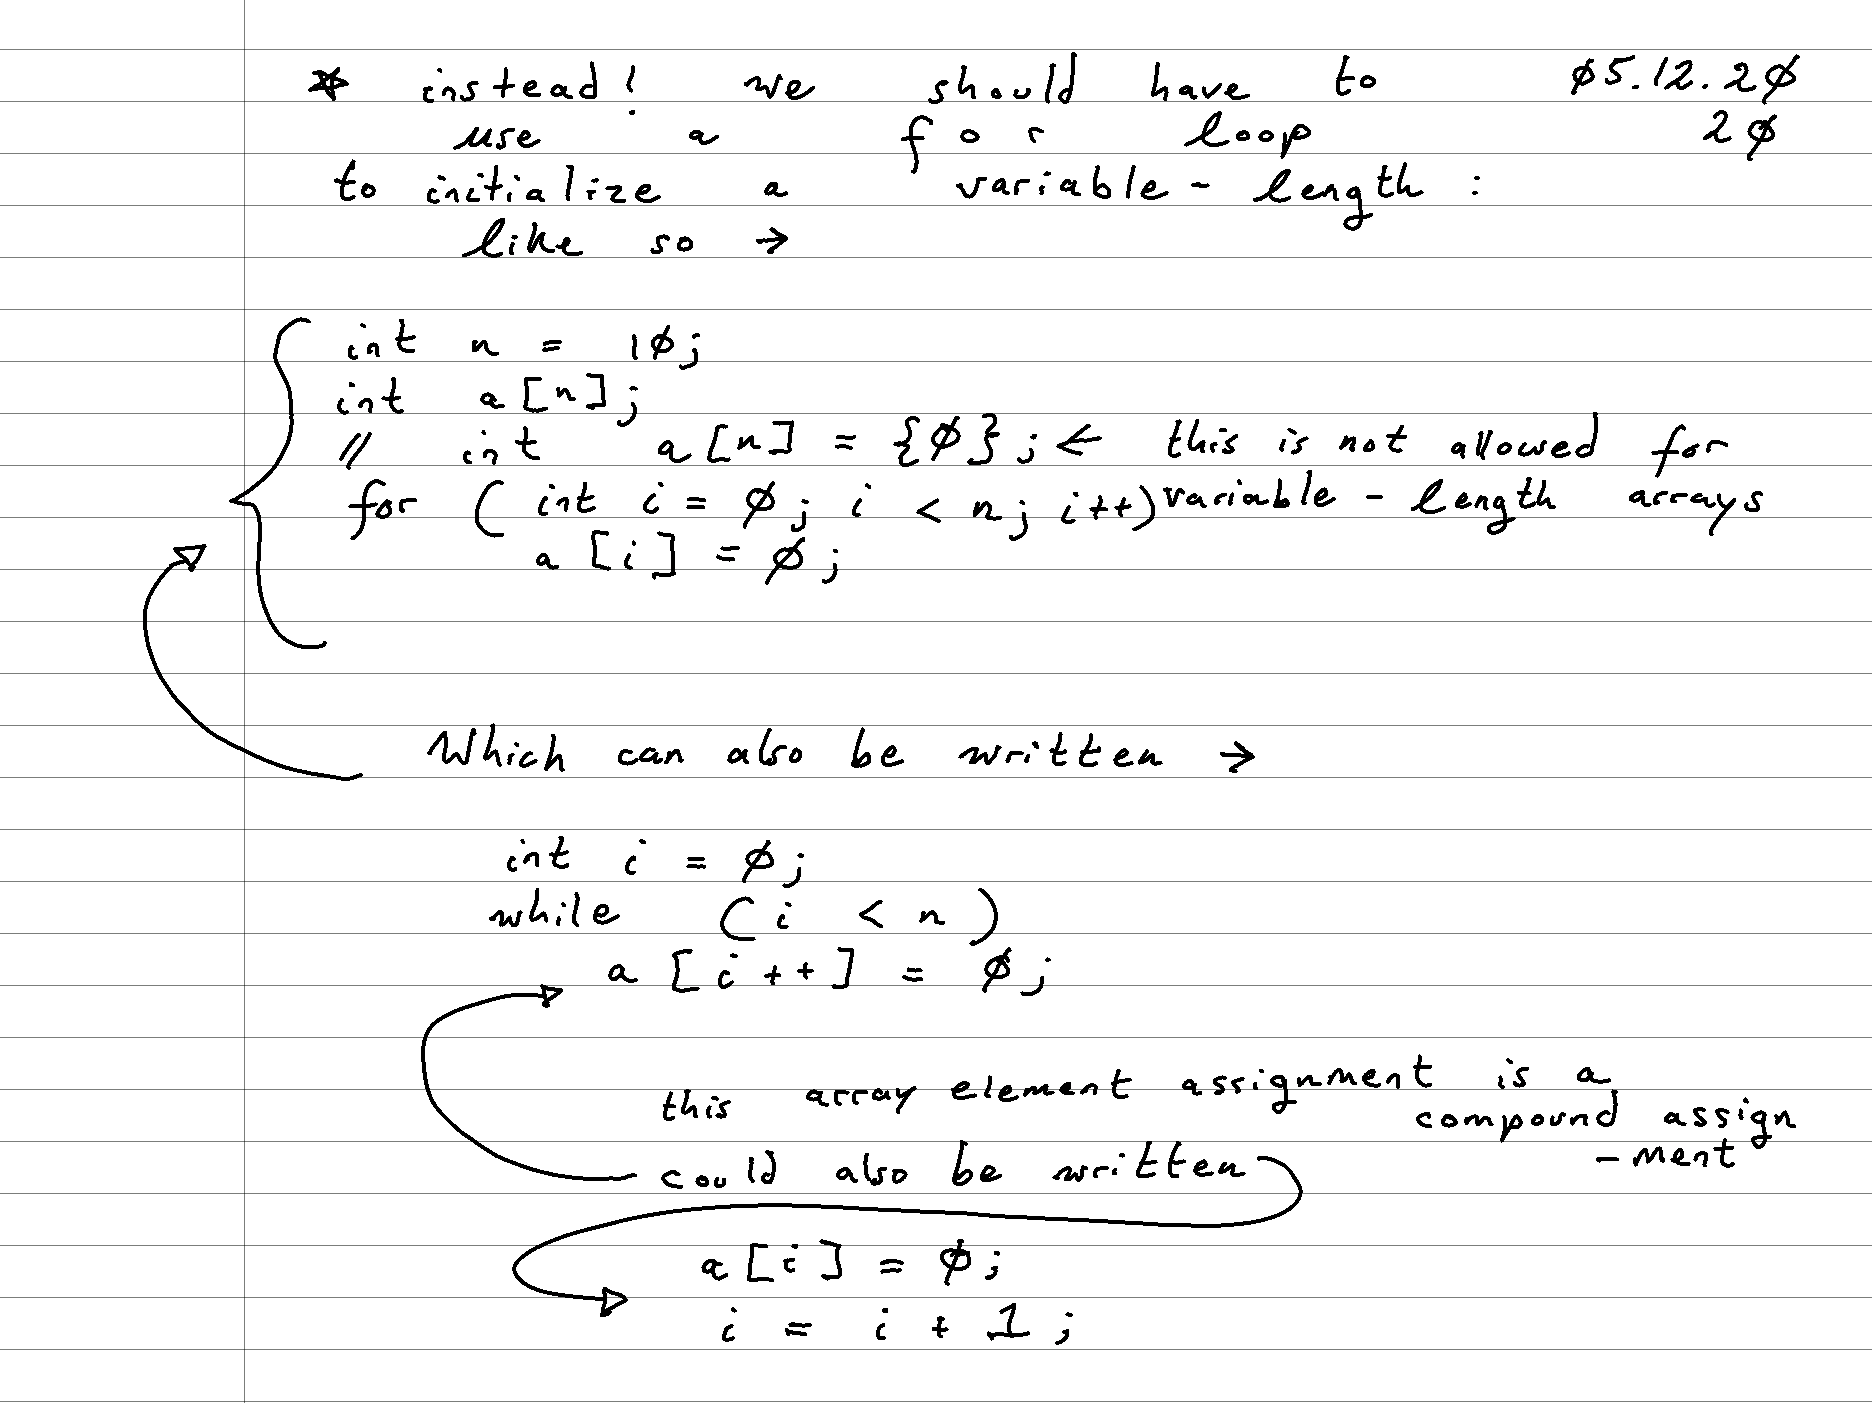 * instead! we should have to ø5.12.2ø
use a for loop 2ø
to initialize a variable-length:
like so →
int n = 1ø;
int a[n];
// int a[n] = {ø}; ← this is not allowed for
for (int i = ø; i < n; i++) variable-length arrays
a[i] = ø;
Which can also be written →
int i = ø;
while (i < n)
a[i++] = ø;
this array element assignment is a
compound assign
-ment
could also be written
a[i] = ø;
i = i + 1;